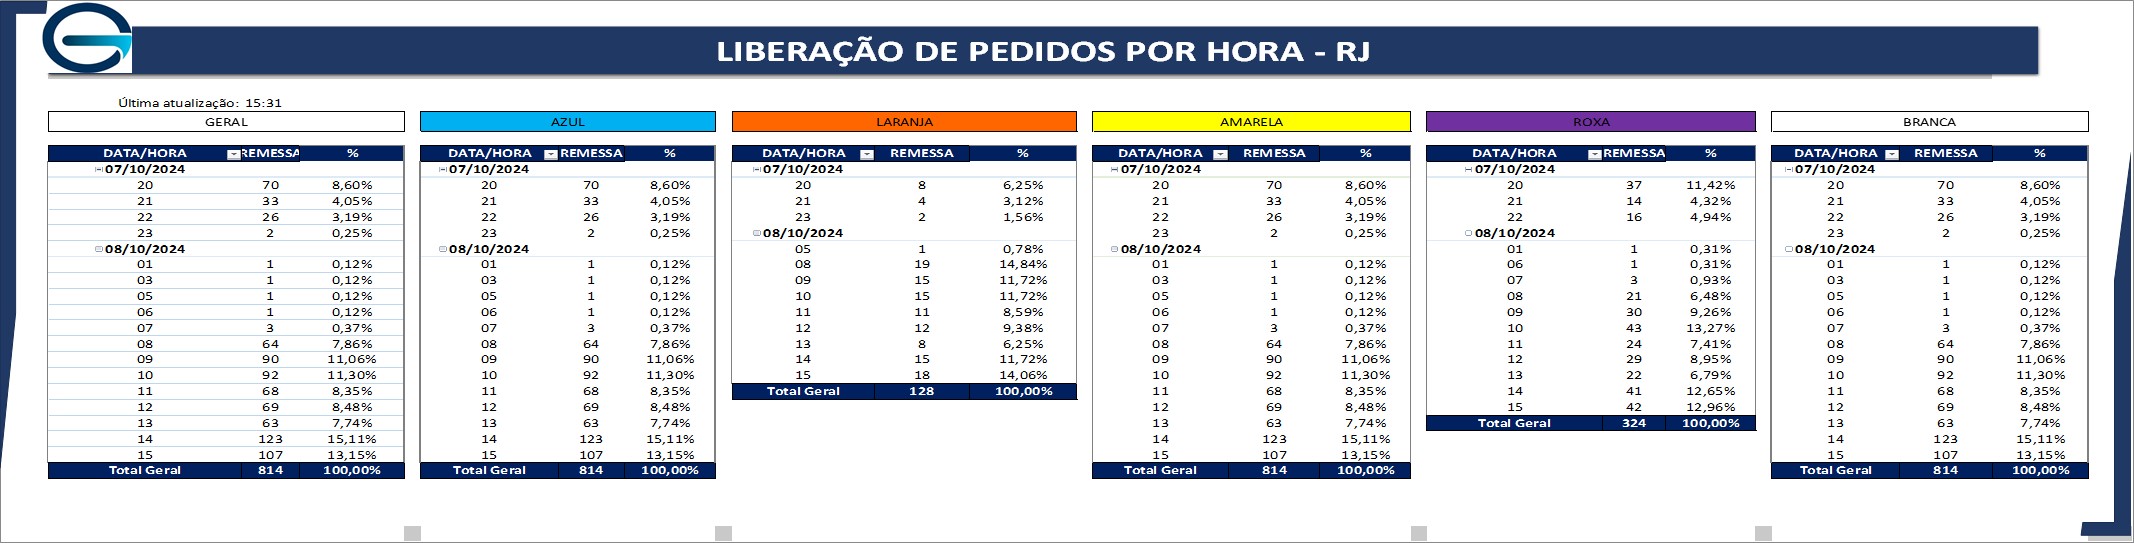 LIBERAÇÃO DE PEDIDOS POR HORA - RJ
Última atualização: 15:31
GERAL
DATA/HORA REMESSA %
07/10/2024
20 70 8,60%
21 33 4,05%
22 26 3,19%
23 2 0,25%
08/10/2024
01 1 0,12%
03 1 0,12%
05 1 0,12%
06 1 0,12%
07 3 0,37%
08 64 7,86%
09 90 11,06%
10 92 11,30%
11 68 8,35%
12 69 8,48%
13 63 7,74%
14 123 15,11%
15 107 13,15%
Total Geral 814 100,00%
AZUL
DATA/HORA REMESSA %
07/10/2024
20 70 8,60%
21 33 4,05%
22 26 3,19%
23 2 0,25%
08/10/2024
01 1 0,12%
03 1 0,12%
05 1 0,12%
06 1 0,12%
07 3 0,37%
08 64 7,86%
09 90 11,06%
10 92 11,30%
11 68 8,35%
12 69 8,48%
13 63 7,74%
14 123 15,11%
15 107 13,15%
Total Geral 814 100,00%
LARANJA
DATA/HORA REMESSA %
07/10/2024
20 8 6,25%
21 4 3,12%
23 2 1,56%
08/10/2024
05 1 0,78%
08 19 14,84%
09 15 11,72%
10 15 11,72%
11 11 8,59%
12 12 9,38%
13 8 6,25%
14 15 11,72%
15 18 14,06%
Total Geral 128 100,00%
AMARELA
DATA/HORA REMESSA %
07/10/2024
20 70 8,60%
21 33 4,05%
22 26 3,19%
23 2 0,25%
08/10/2024
01 1 0,12%
03 1 0,12%
05 1 0,12%
06 1 0,12%
07 3 0,37%
08 64 7,86%
09 90 11,06%
10 92 11,30%
11 68 8,35%
12 69 8,48%
13 63 7,74%
14 123 15,11%
15 107 13,15%
Total Geral 814 100,00%
ROXA
DATA/HORA REMESSA %
07/10/2024
20 37 11,42%
21 14 4,32%
22 16 4,94%
08/10/2024
01 1 0,31%
06 1 0,31%
07 3 0,93%
08 21 6,48%
09 30 9,26%
10 43 13,27%
11 24 7,41%
12 29 8,95%
13 22 6,79%
14 41 12,65%
15 42 12,96%
Total Geral 324 100,00%
BRANCA
DATA/HORA REMESSA %
07/10/2024
20 70 8,60%
21 33 4,05%
22 26 3,19%
23 2 0,25%
08/10/2024
01 1 0,12%
03 1 0,12%
05 1 0,12%
06 1 0,12%
07 3 0,37%
08 64 7,86%
09 90 11,06%
10 92 11,30%
11 68 8,35%
12 69 8,48%
13 63 7,74%
14 123 15,11%
15 107 13,15%
Total Geral 814 100,00%